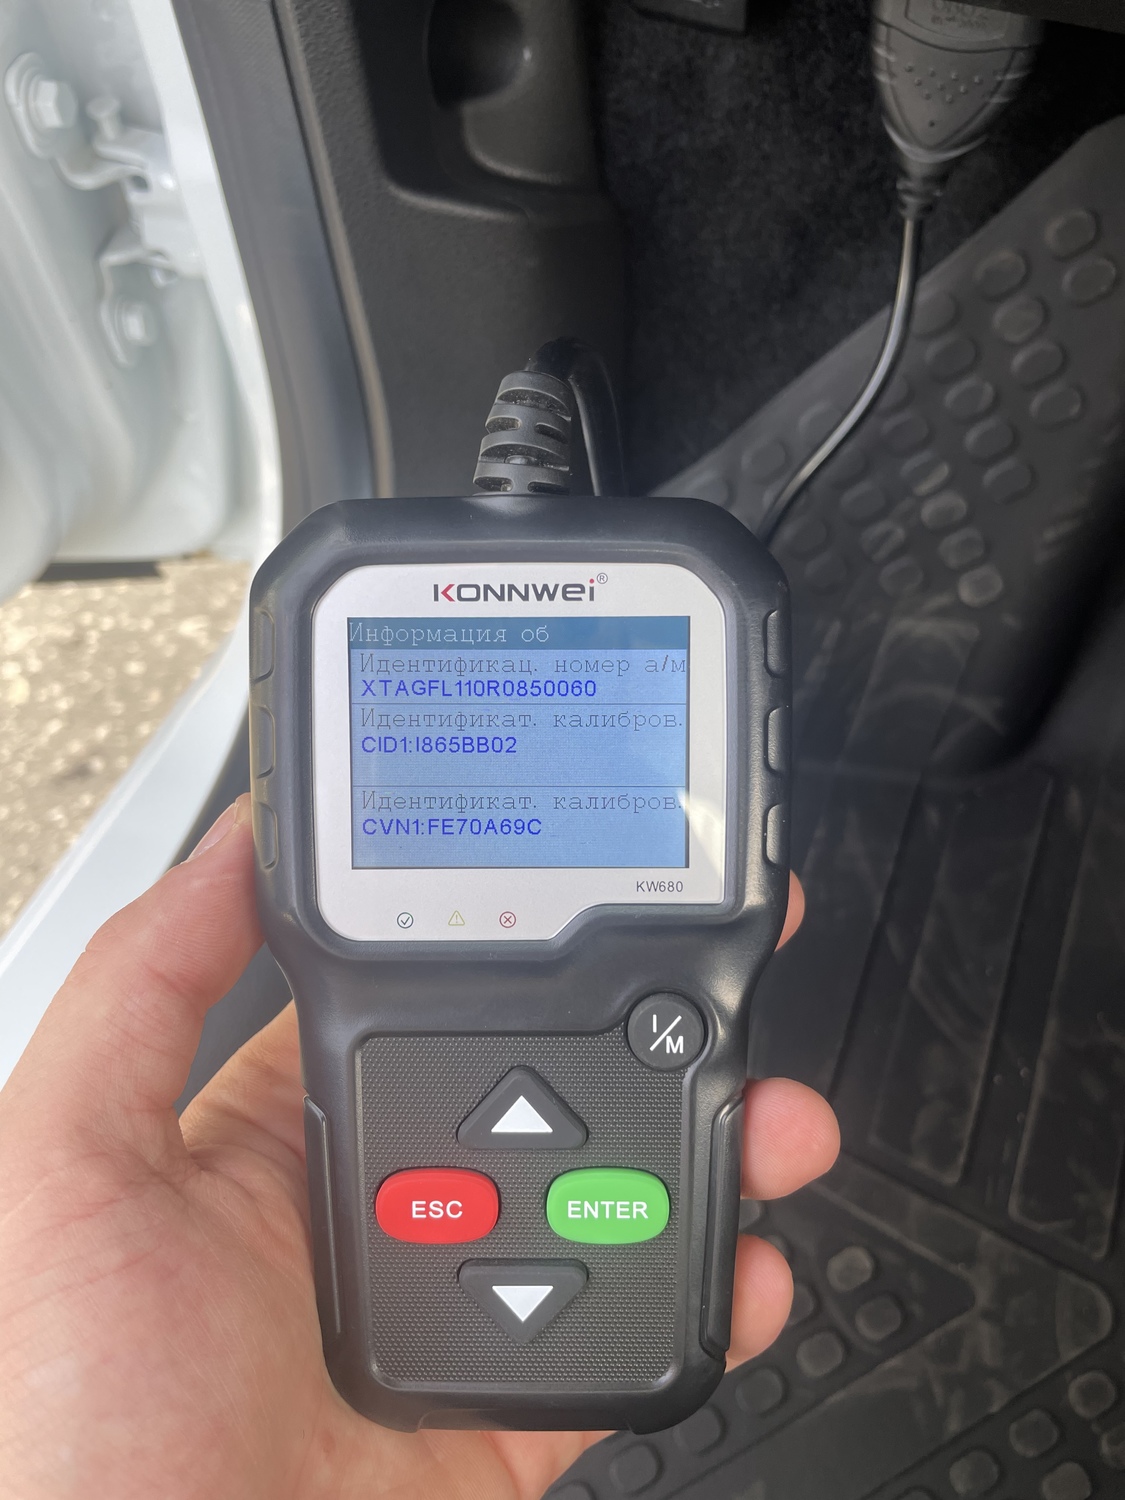 KONNWEI®
Информация об
Идентификац. номер а/м
XTAGFL110R0850060
Идентификат. калибров.
CID1:I865BB02
Идентификат. калибров.
CVN1:FE70A69C
KW680
I/M
ESC
ENTER